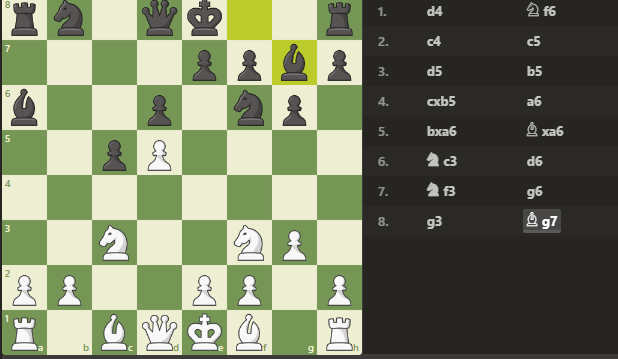 8
7
6
5
4
3
2
1
a b c d e f g h
1. d4 f6
2. c4 c5
3. d5 b5
4. cxb5 a6
5. bxa6 xa6
6. c3 d6
7. f3 g6
8. g3 g7